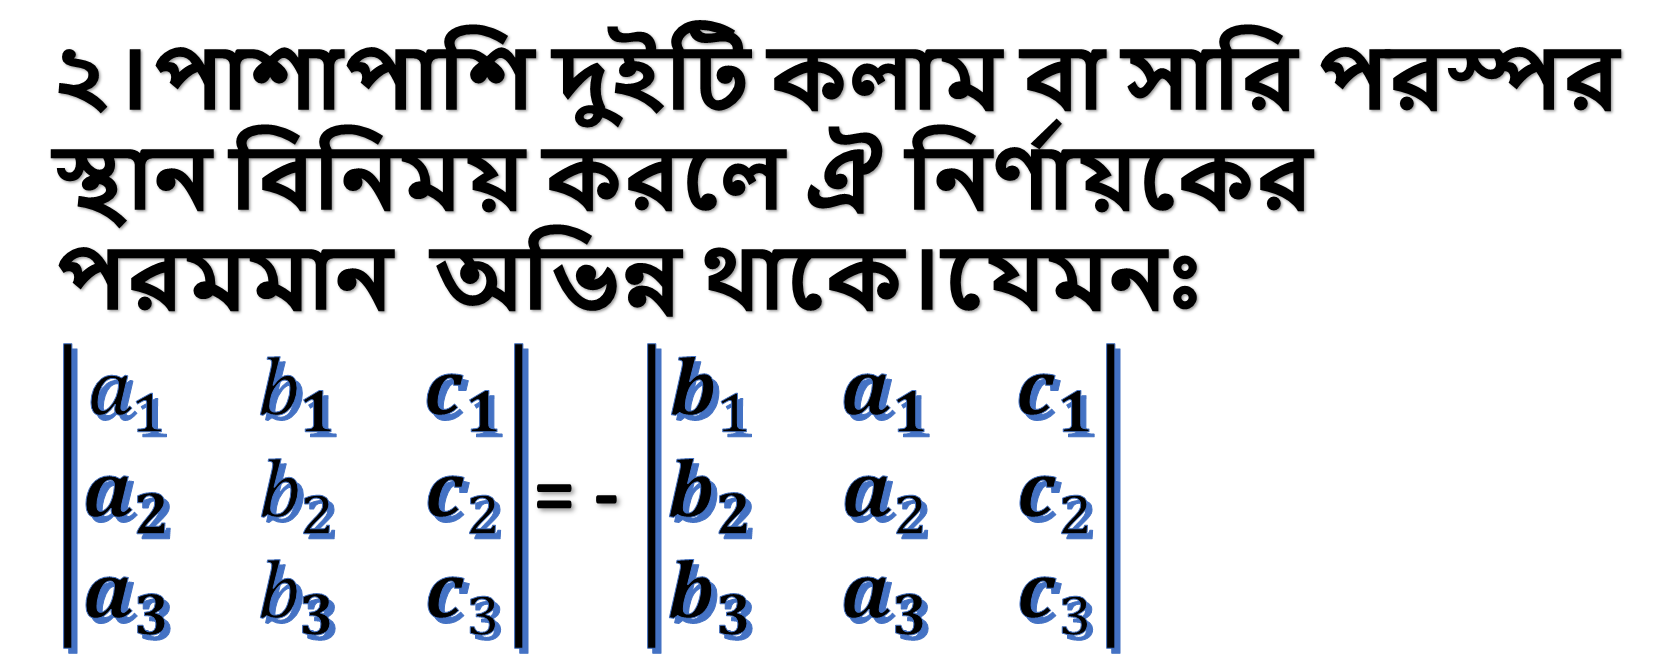 ২।পাশাপাশি দুইটি কলাম বা সারি পরস্পর
স্থান বিনিময় করলে ঐ নির্ণায়কের
পরমমান অভিন্ন থাকে।যেমনঃ
| a₁ b₁ c₁ | | b₁ a₁ c₁ |
| a₂ b₂ c₂ | = - | b₂ a₂ c₂ |
| a₃ b₃ c₃ | | b₃ a₃ c₃ |